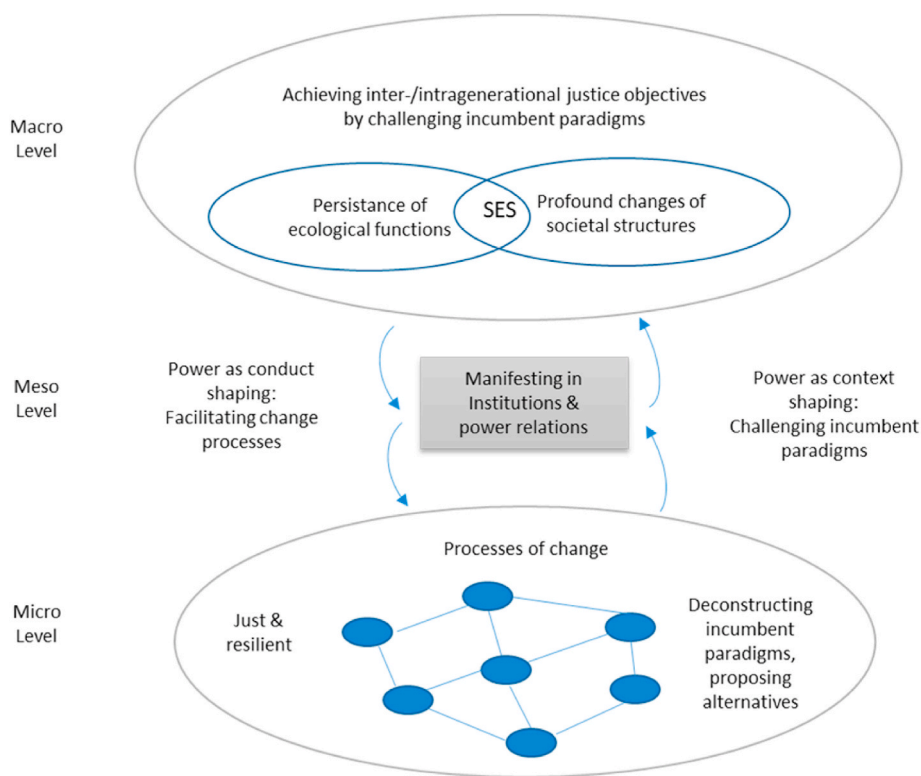 Achieving inter-/intragenerational justice objectives
by challenging incumbent paradigms
Macro
Level
Persistance of
ecological functions
SES
Profound changes of
societal structures
Meso
Level
Power as conduct
shaping:
Facilitating change
processes
Manifesting in
Institutions &
power relations
Power as context
shaping:
Challenging incumbent
paradigms
Processes of change
Micro
Level
Just &
resilient
Deconstructing
incumbent
paradigms,
proposing
alternatives